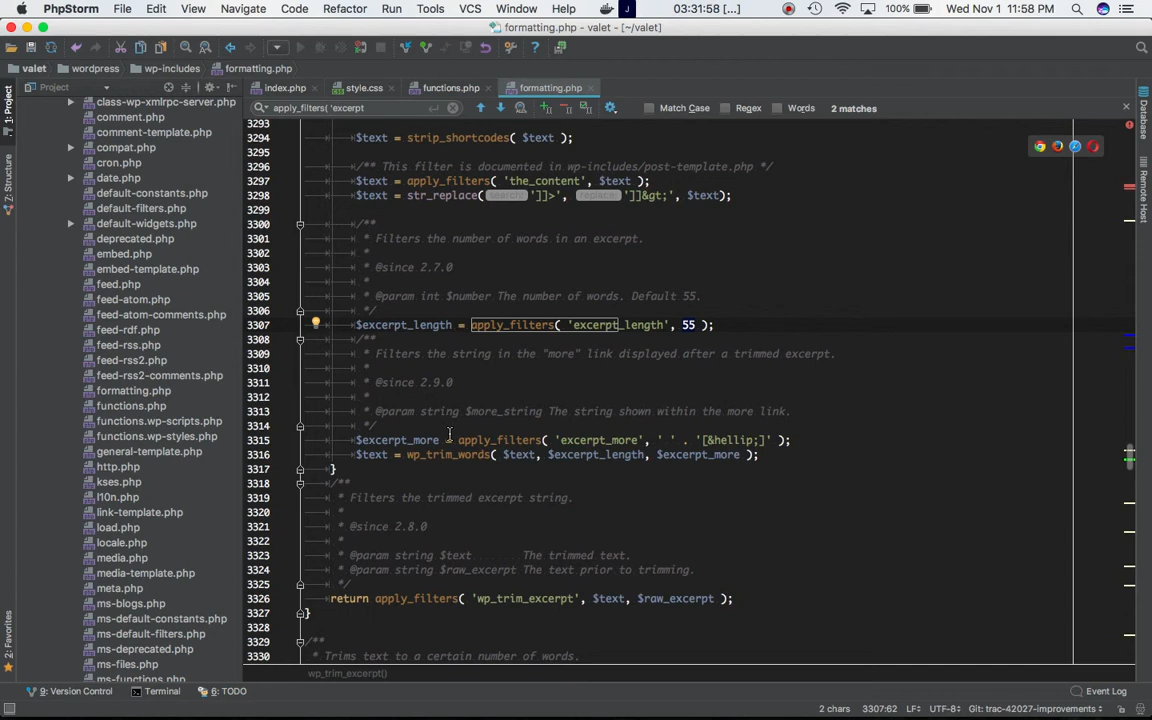 PhpStorm File Edit View Navigate Code Refactor Run Tools VCS Window Help J 03:31:58 [...] 100% Wed Nov 1 11:58 PM
formatting.php - valet - [~/valet]
valet wordpress wp-includes formatting.php
Project index.php style.css functions.php formatting.php
apply_filters( 'excerpt Match Case Regex Words 2 matches
1: Project
7: Structure
2: Favorites
Database
Remote Host
class-wp-xmlrpc-server.php
comment.php
comment-template.php
compat.php
cron.php
date.php
default-constants.php
default-filters.php
default-widgets.php
deprecated.php
embed.php
embed-template.php
feed.php
feed-atom.php
feed-atom-comments.php
feed-rdf.php
feed-rss.php
feed-rss2.php
feed-rss2-comments.php
formatting.php
functions.php
functions.wp-scripts.php
functions.wp-styles.php
general-template.php
http.php
kses.php
l10n.php
link-template.php
load.php
locale.php
media.php
media-template.php
meta.php
ms-blogs.php
ms-default-constants.php
ms-default-filters.php
ms-deprecated.php
ms-files.php
ms-functions.php
3293
3294 $text = strip_shortcodes( $text );
3295
3296 /** This filter is documented in wp-includes/post-template.php */
3297 $text = apply_filters( 'the_content', $text );
3298 $text = str_replace( search: ']]>', replace: ']]&gt;', $text);
3299
3300 /**
3301 * Filters the number of words in an excerpt.
3302 *
3303 * @since 2.7.0
3304 *
3305 * @param int $number The number of words. Default 55.
3306 */
3307 $excerpt_length = apply_filters( 'excerpt_length', 55 );
3308 /**
3309 * Filters the string in the "more" link displayed after a trimmed excerpt.
3310 *
3311 * @since 2.9.0
3312 *
3313 * @param string $more_string The string shown within the more link.
3314 */
3315 $excerpt_more = apply_filters( 'excerpt_more', ' ' . '[&hellip;]' );
3316 $text = wp_trim_words( $text, $excerpt_length, $excerpt_more );
3317 }
3318 /**
3319 * Filters the trimmed excerpt string.
3320 *
3321 * @since 2.8.0
3322 *
3323 * @param string $text The trimmed text.
3324 * @param string $raw_excerpt The text prior to trimming.
3325 */
3326 return apply_filters( 'wp_trim_excerpt', $text, $raw_excerpt );
3327 }
3328
3329 /**
3330 * Trims text to a certain number of words.
wp_trim_excerpt()
9: Version Control Terminal 6: TODO Event Log
2 chars 3307:62 LF÷ UTF-8÷ Git: trac-42027-improvements÷